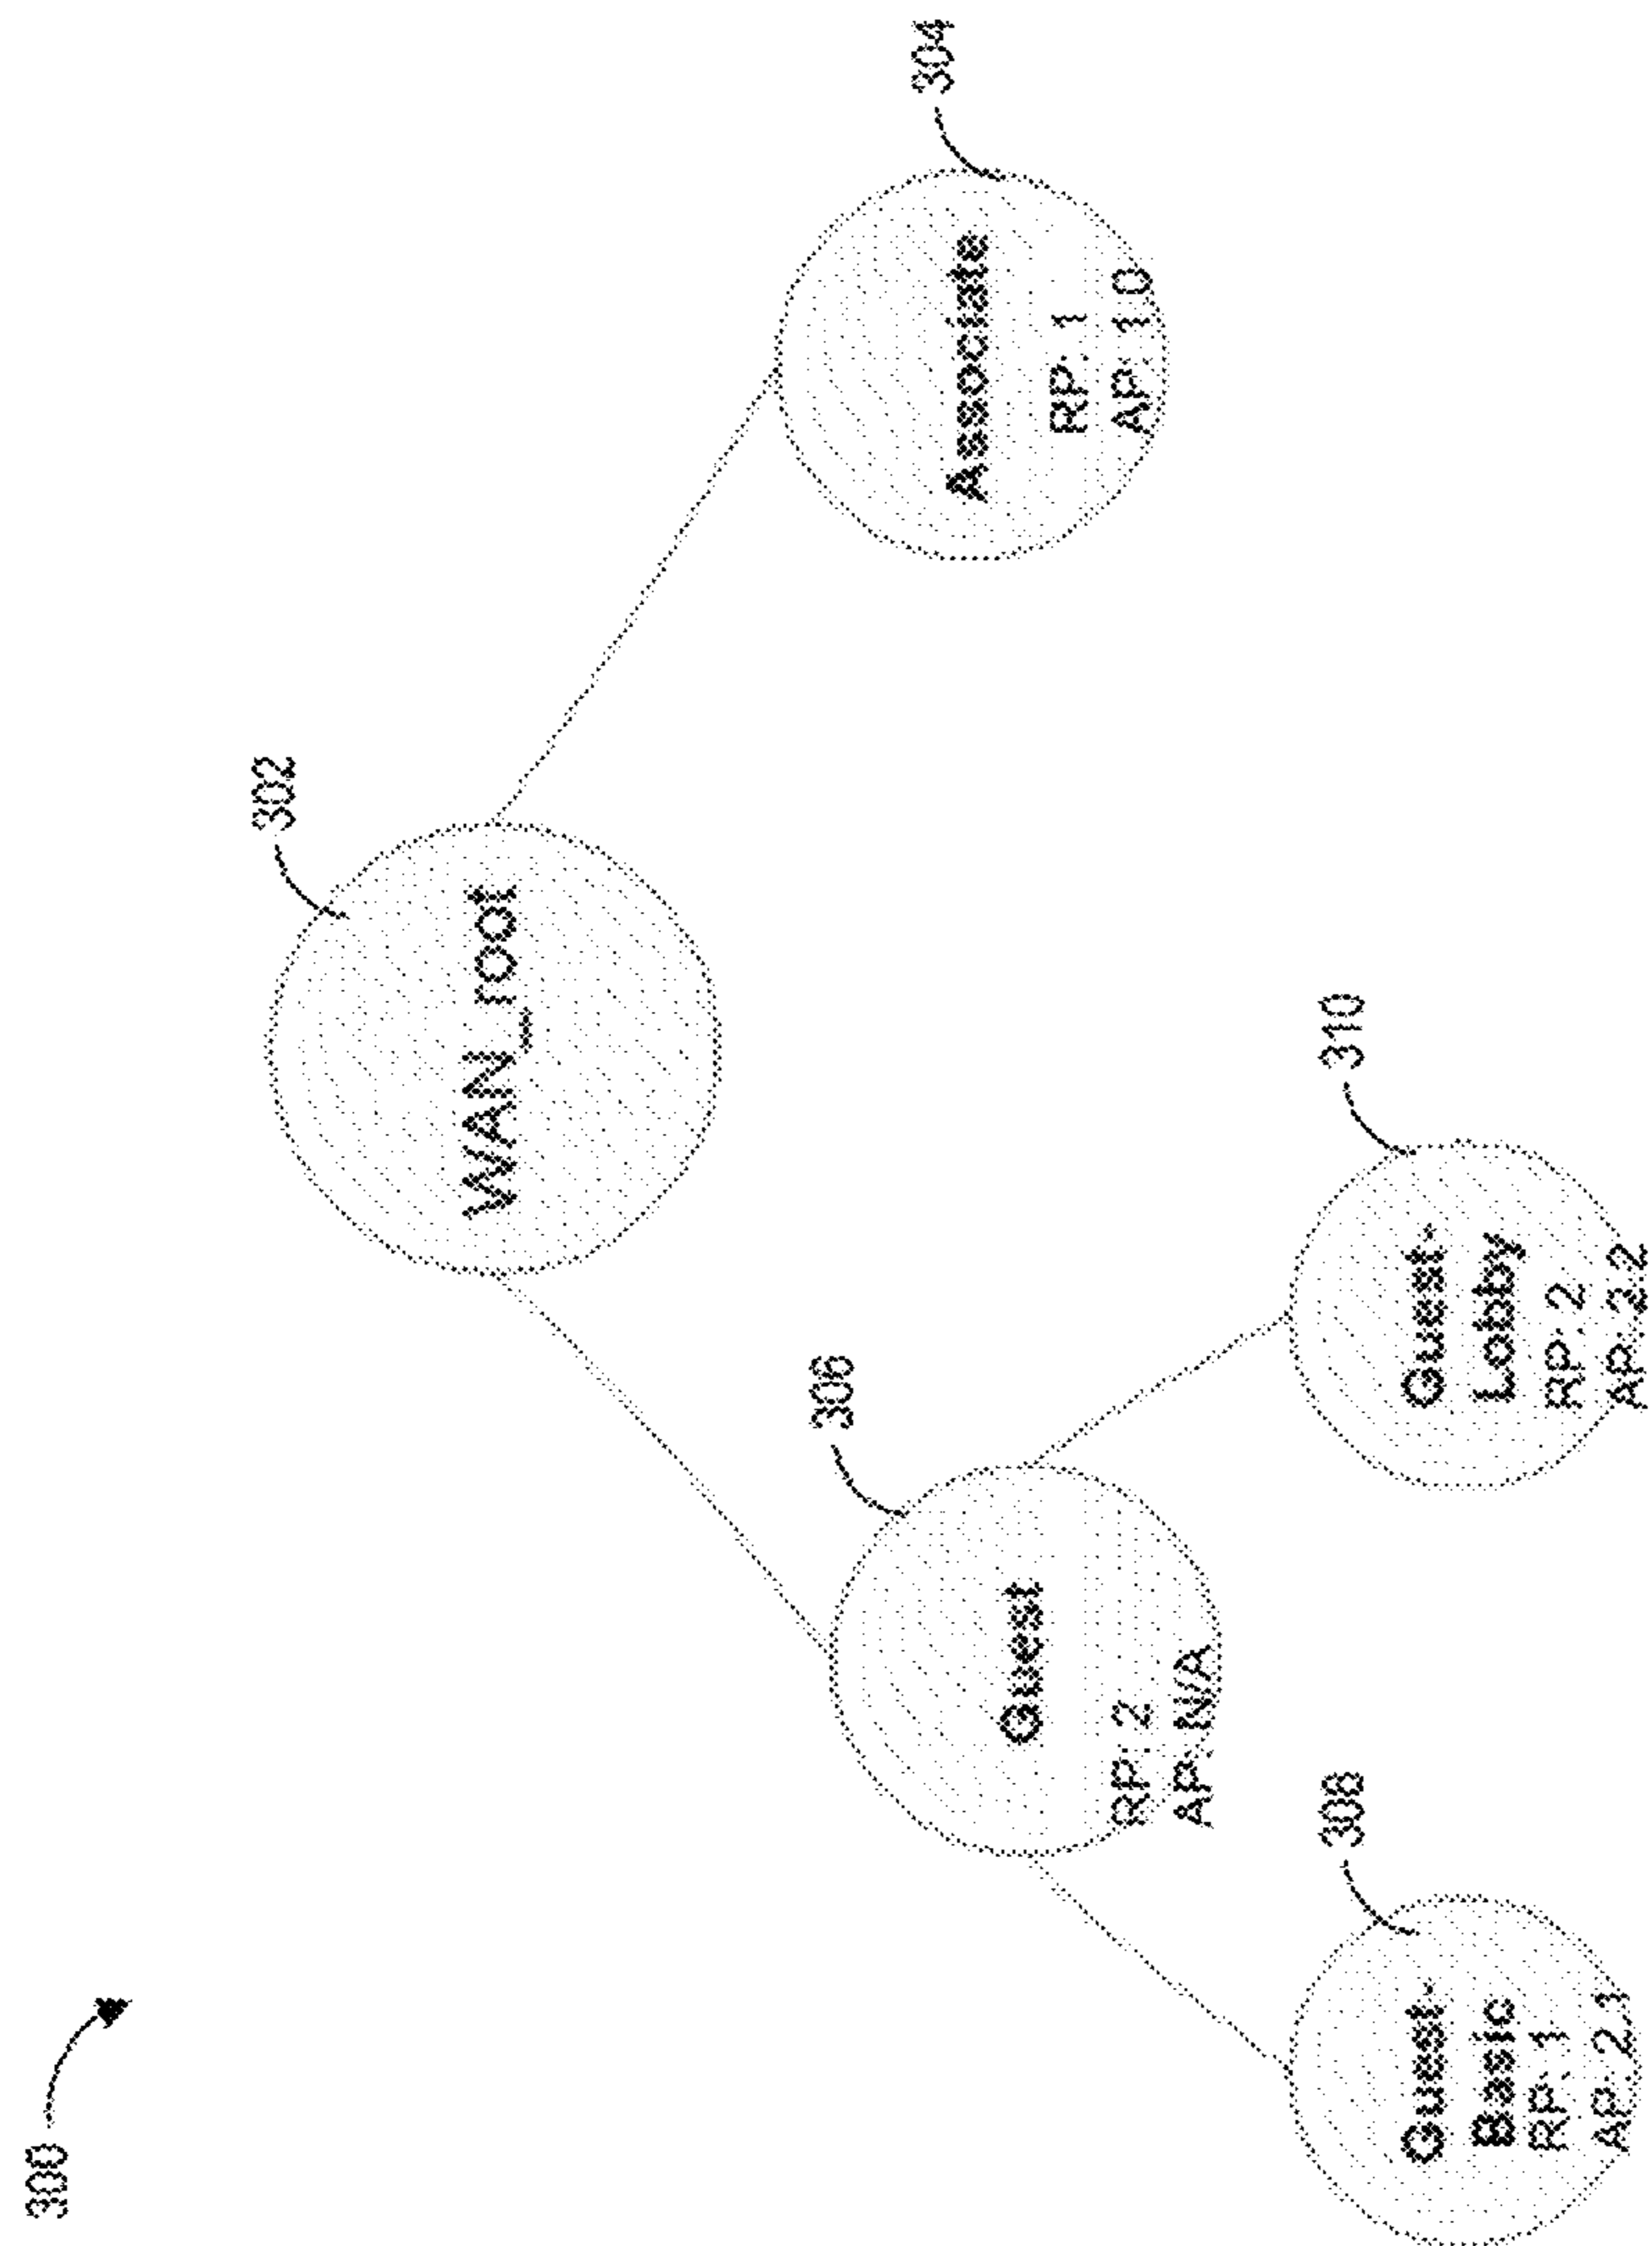 300
302
WAN_root
304
Associate
RP: 1
AP: 1.0
306
Guest
RP: 2
AP: N/A
308
Guest-
Basic
RP: 1
AP: 2.1
310
Guest-
Lobby
RP: 2
AP: 2.2